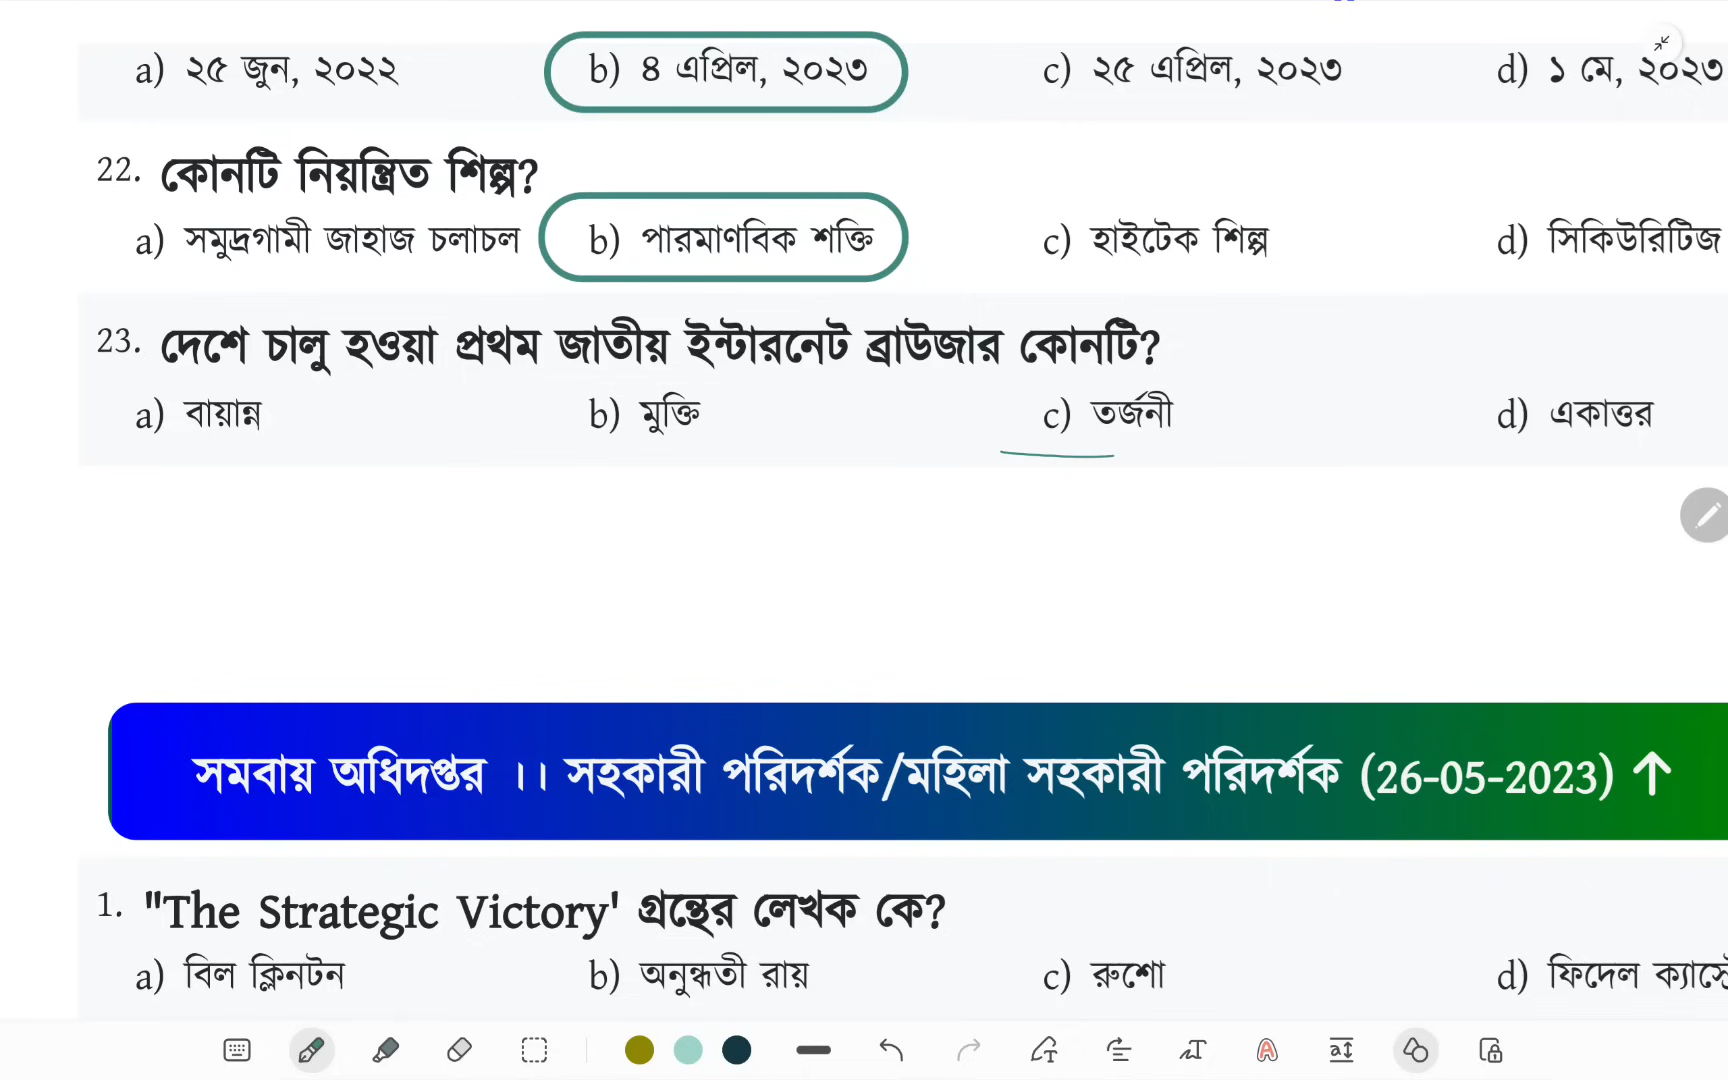 a) ২৫ জুন, ২০২২ b) ৪ এপ্রিল, ২০২৩ c) ২৫ এপ্রিল, ২০২৩ d) ১ মে, ২০২৩
22. কোনটি নিয়ন্ত্রিত শিল্প?
a) সমুদ্রগামী জাহাজ চলাচল b) পারমাণবিক শক্তি c) হাইটেক শিল্প d) সিকিউরিটিজ
23. দেশে চালু হওয়া প্রথম জাতীয় ইন্টারনেট ব্রাউজার কোনটি?
a) বায়ান্ন b) মুক্তি c) তর্জনী d) একাত্তর
সমবায় অধিদপ্তর ।। সহকারী পরিদর্শক/মহিলা সহকারী পরিদর্শক (26-05-2023) ↑
1. "The Strategic Victory' গ্রন্থের লেখক কে?
a) বিল ক্লিনটন b) অনুন্ধতী রায় c) রুশো d) ফিদেল